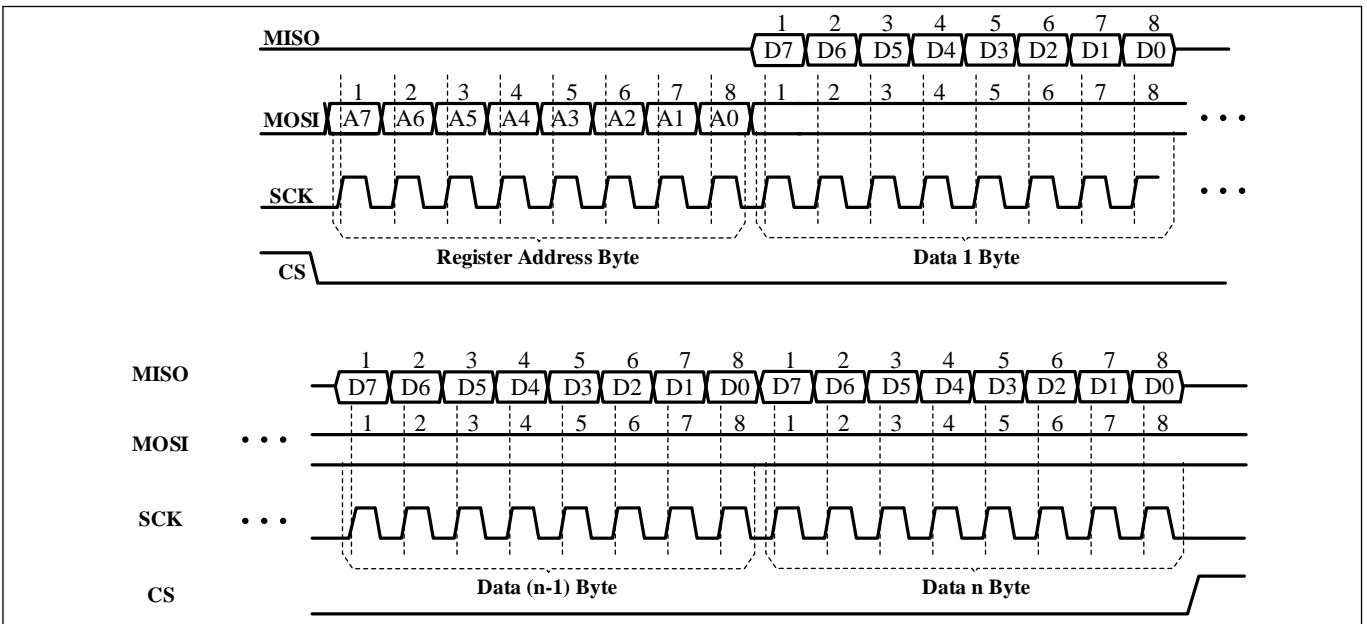 1 2 3 4 5 6 7 8
MISO D7 D6 D5 D4 D3 D2 D1 D0
1 2 3 4 5 6 7 8 1 2 3 4 5 6 7 8
MOSI A7 A6 A5 A4 A3 A2 A1 A0 • • •
SCK • • •
Register Address Byte Data 1 Byte
CS
1 2 3 4 5 6 7 8 1 2 3 4 5 6 7 8
MISO D7 D6 D5 D4 D3 D2 D1 D0 D7 D6 D5 D4 D3 D2 D1 D0
1 2 3 4 5 6 7 8 1 2 3 4 5 6 7 8
MOSI • • •
SCK • • •
Data (n-1) Byte Data n Byte
CS